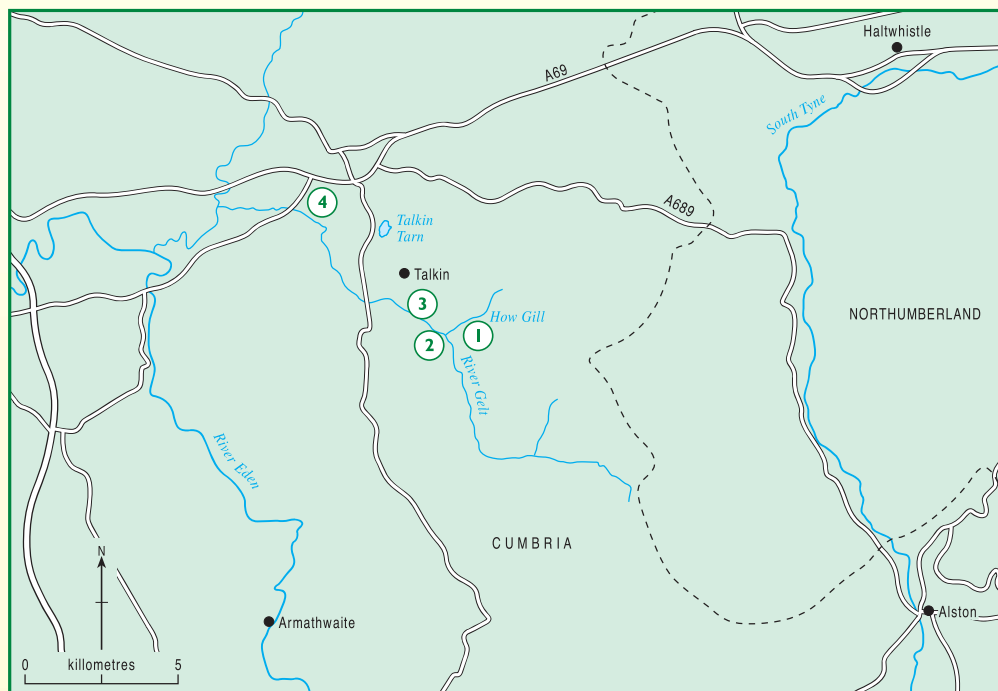 Haltwhistle
A69
South Tyne
4
A689
Talkin
Tarn
Talkin
3
How Gill
NORTHUMBERLAND
1
2
River Gelt
River Eden
CUMBRIA
N
Armathwaite
Alston
0 killometres 5